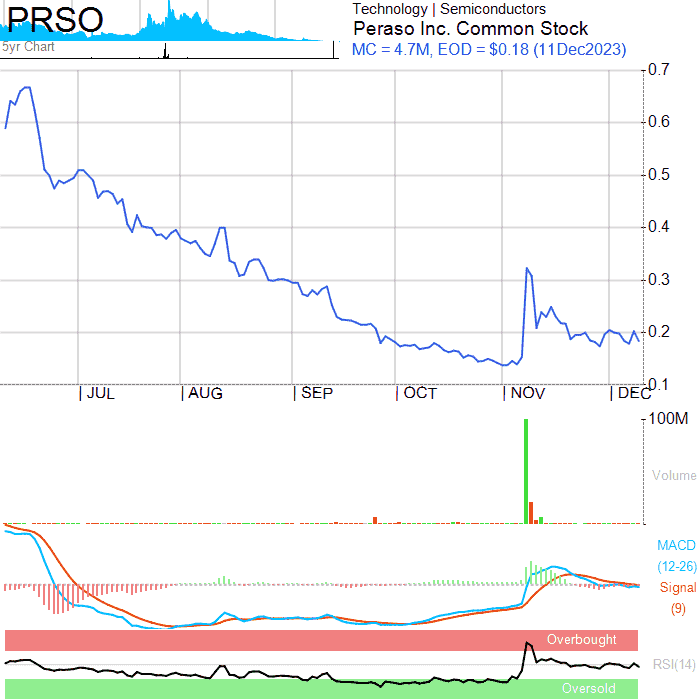 PRSO
5yr Chart
Technology | Semiconductors
Peraso Inc. Common Stock
MC = 4.7M, EOD = $0.18 (11Dec2023)
0.7
0.6
0.5
0.4
0.3
0.2
0.1
JUL AUG SEP OCT NOV DEC
100M
Volume
MACD
(12-26)
Signal
(9)
Overbought
RSI(14)
Oversold